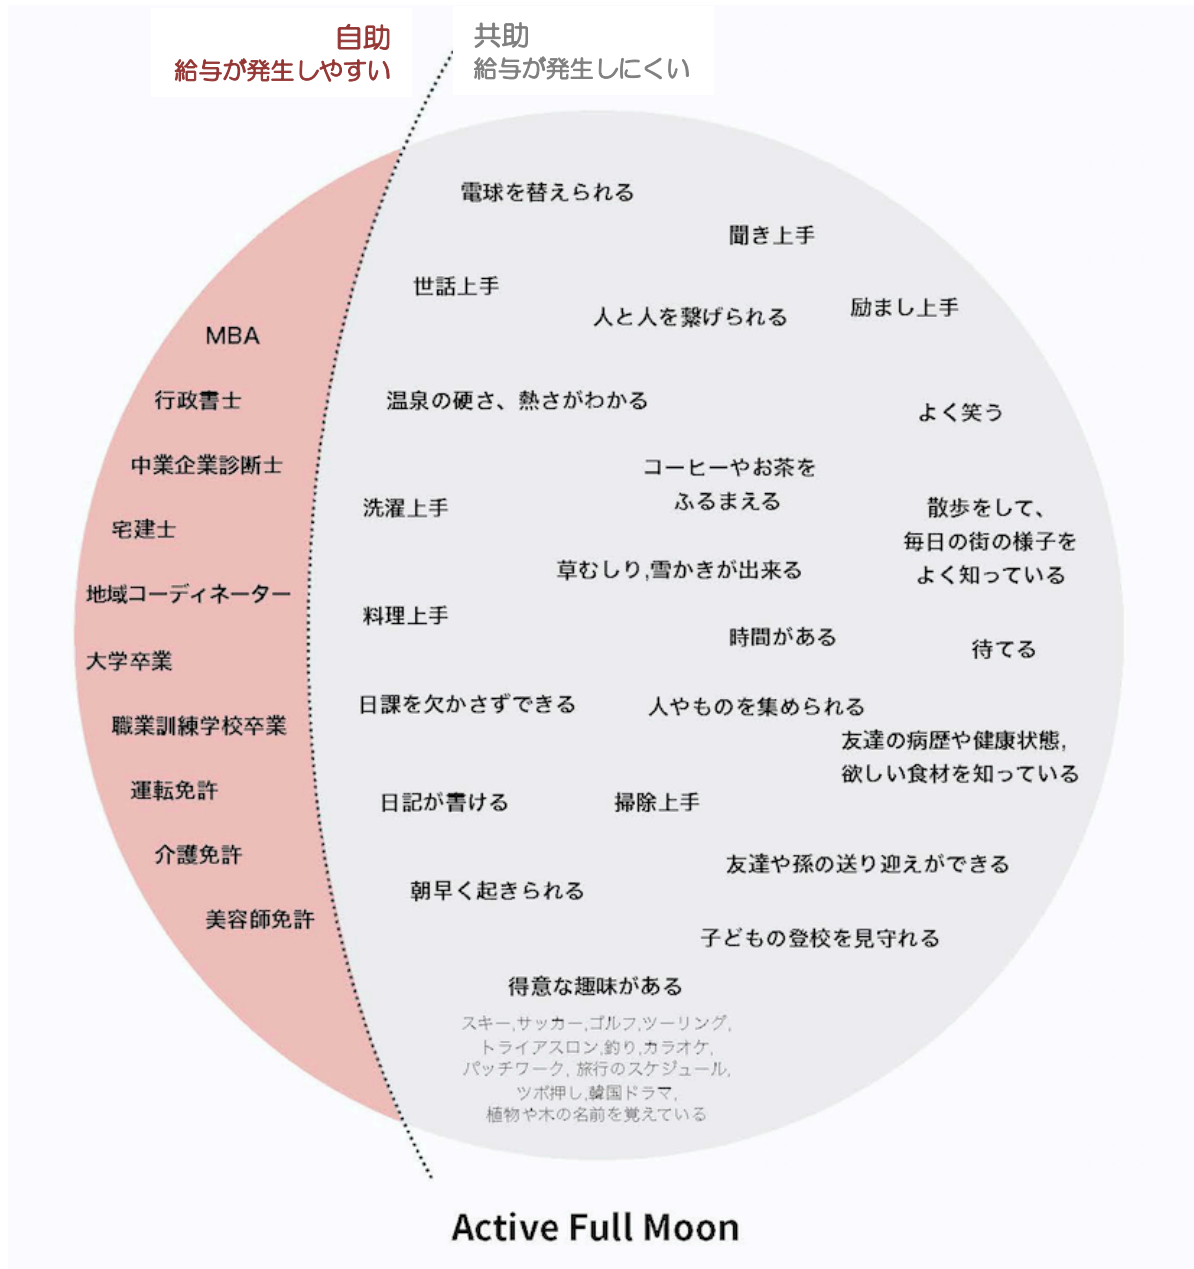 自助
給与が発生しやすい
共助
給与が発生しにくい
MBA
行政書士
中業企業診断士
宅建士
地域コーディネーター
大学卒業
職業訓練学校卒業
運転免許
介護免許
美容師免許
電球を替えられる
聞き上手
世話上手
人と人を繋げられる
励まし上手
温泉の硬さ、熱さがわかる
よく笑う
コーヒーやお茶を
ふるまえる
洗濯上手
散歩をして、
毎日の街の様子を
よく知っている
草むしり,雪かきが出来る
料理上手
時間がある
待てる
日課を欠かさずできる
人やものを集められる
友達の病歴や健康状態,
欲しい食材を知っている
日記が書ける
掃除上手
友達や孫の送り迎えができる
朝早く起きられる
子どもの登校を見守れる
得意な趣味がある
スキー,サッカー,ゴルフ,ツーリング,
トライアスロン,釣り,カラオケ,
パッチワーク, 旅行のスケジュール,
ツボ押し,韓国ドラマ,
植物や木の名前を覚えている
Active Full Moon